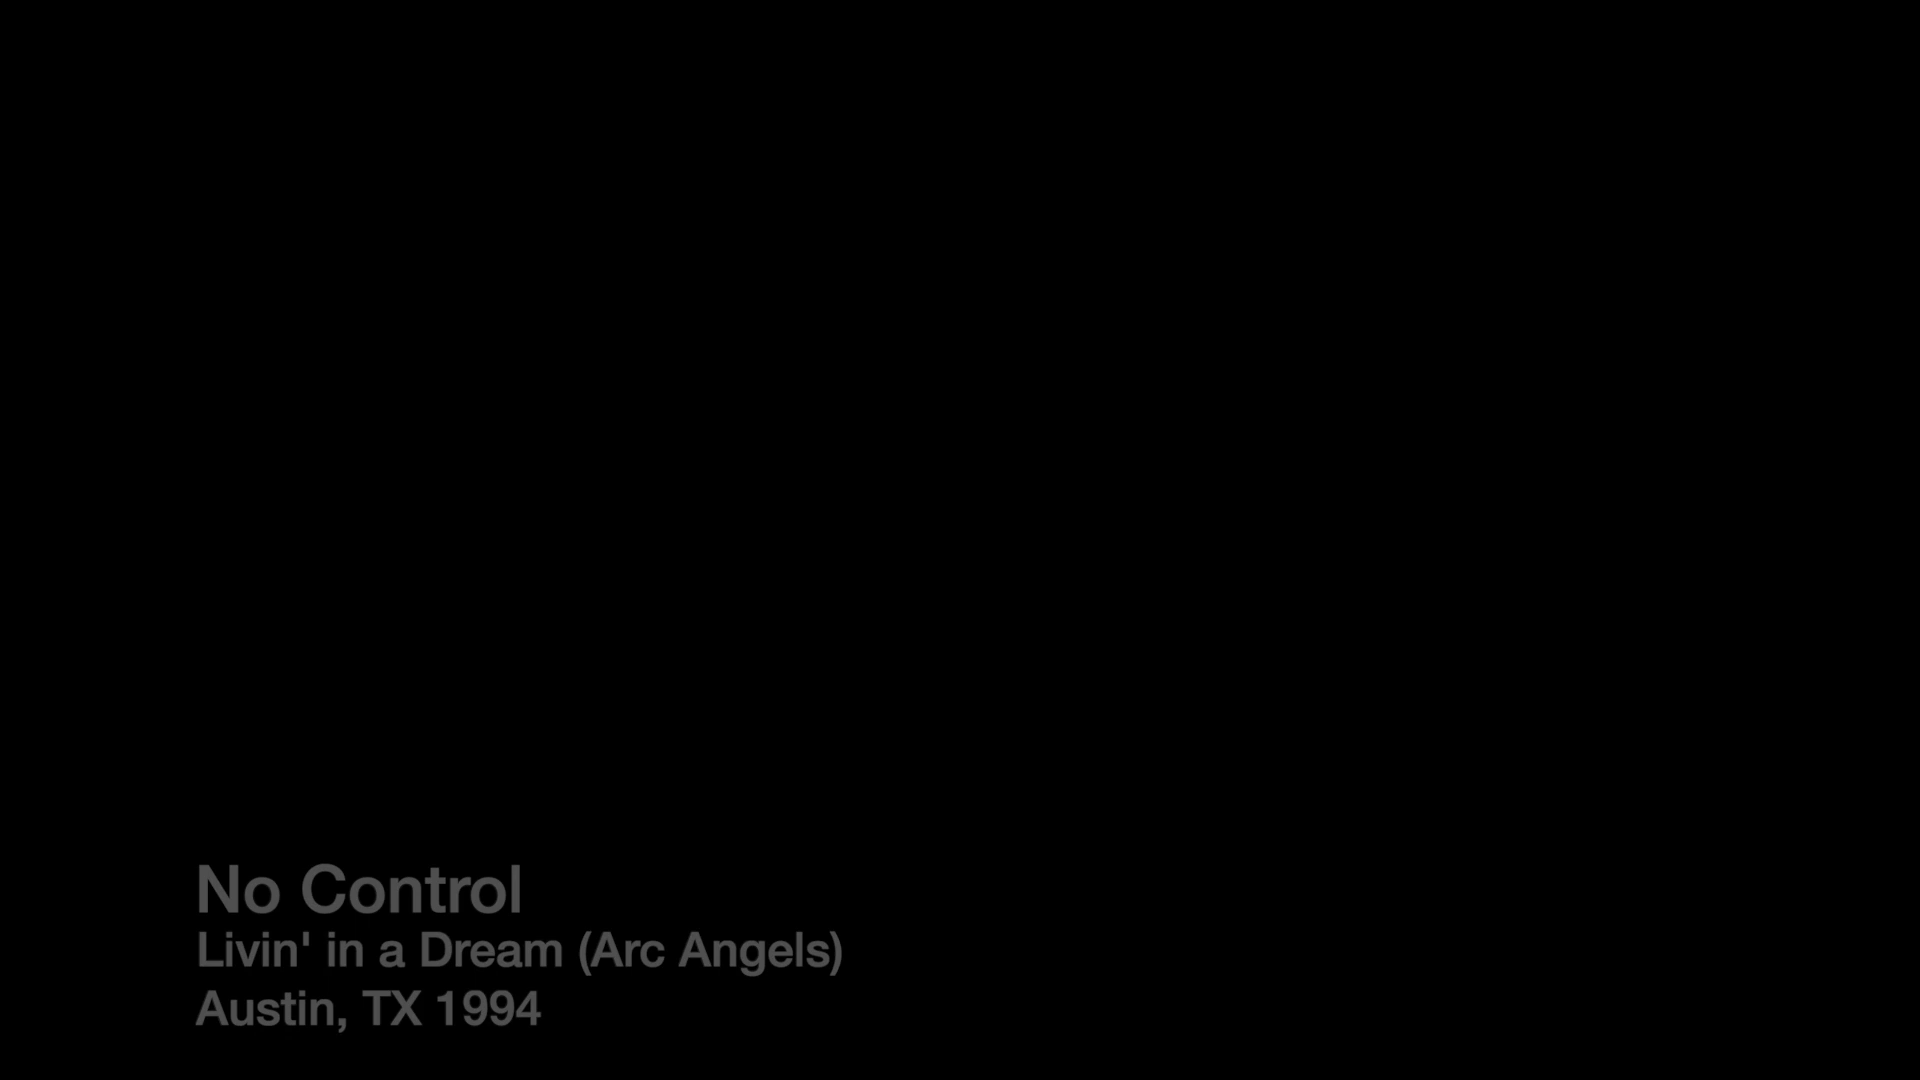 No Control
Livin' in a Dream (Arc Angels)
Austin, TX 1994